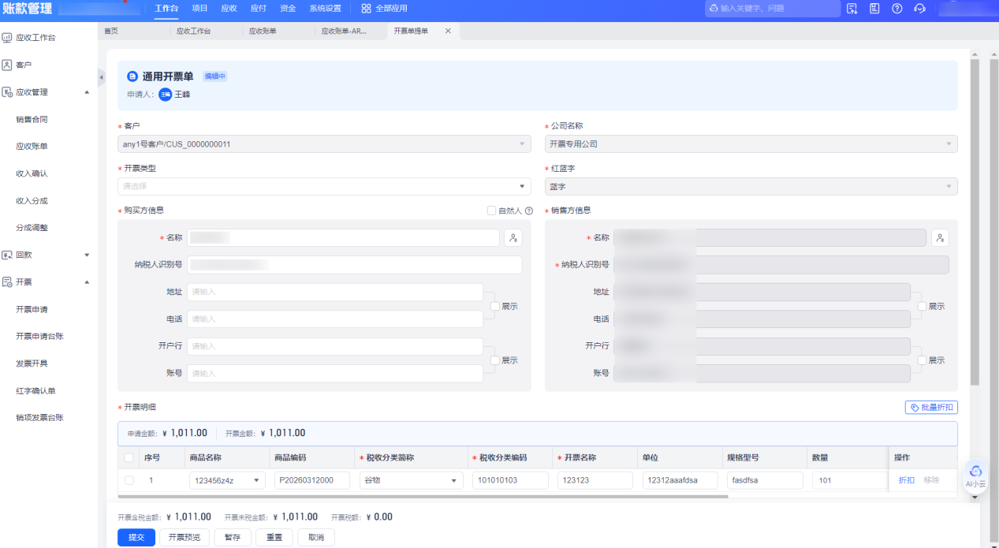 账款管理 工作台 项目 应收 应付 资金 系统设置 全部应用 输入关键字、问题
首页 应收工作台 应收账单 应收账单-AR... 开票单提单
应收工作台
客户
应收管理
销售合同
应收账单
收入确认
收入分成
分成调整
回款
开票
开票申请
开票申请台账
发票开具
红字确认单
销项发票台账
通用开票单 编辑中
申请人： 王峰 王峰
* 客户 * 公司名称
any1号客户/CUS_0000000011 开票专用公司
* 开票类型 * 红蓝字
请选择 蓝字
* 购买方信息 自然人 * 销售方信息
* 名称 * 名称
纳税人识别号 * 纳税人识别号
地址 请输入 地址
展示 展示
电话 请输入 电话
开户行 请输入 开户行
展示 展示
账号 请输入 账号
* 开票明细 批量折扣
申请金额： ¥ 1,011.00 开票金额： ¥ 1,011.00
序号 商品名称 商品编码 * 税收分类简称 * 税收分类编码 * 开票名称 单位 规格型号 数量 操作
1 123456z4z P20260312000 谷物 101010103 123123 12312aaafdsa fasdfsa 101 折扣 移除
AI小云
开票含税金额： ¥ 1,011.00 开票未税金额： ¥ 1,011.00 开票税额： ¥ 0.00
提交 开票预览 暂存 重置 取消